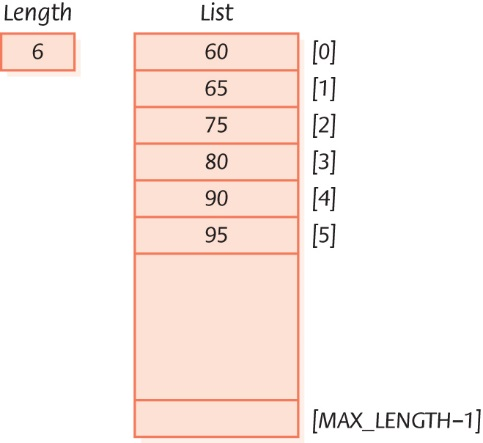 Length List
6 60 [0]
65 [1]
75 [2]
80 [3]
90 [4]
95 [5]
[MAX_LENGTH-1]